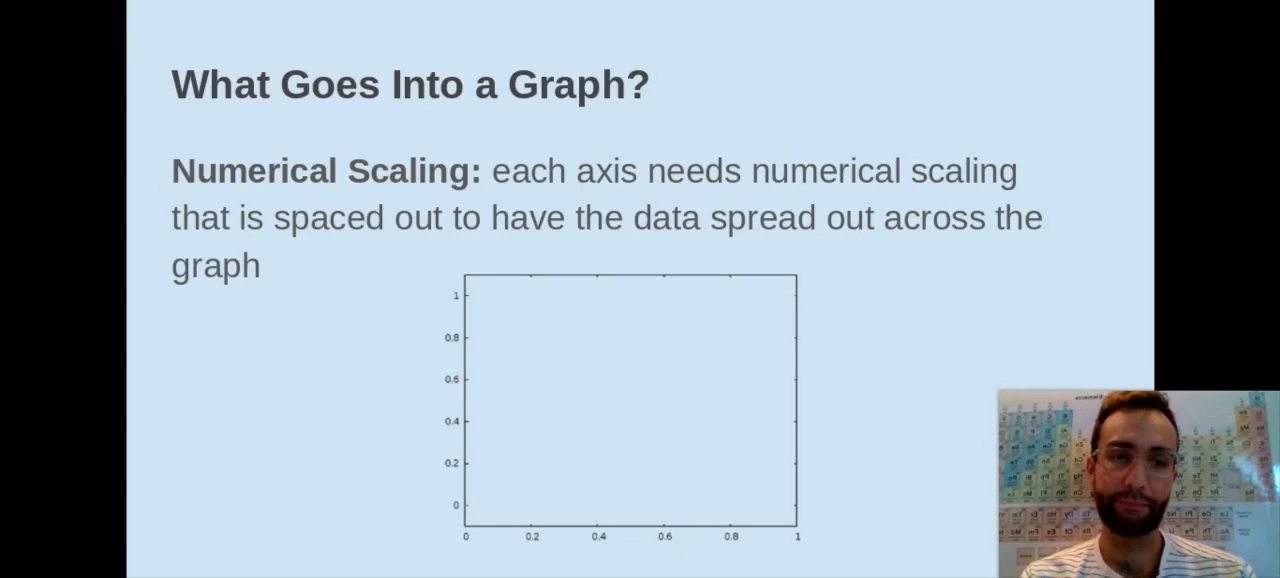 What Goes Into a Graph?
Numerical Scaling: each axis needs numerical scaling
that is spaced out to have the data spread out across the
graph
1
0.8
0.6
0.4
0.2
0
0 0.2 0.4 0.6 0.8 1